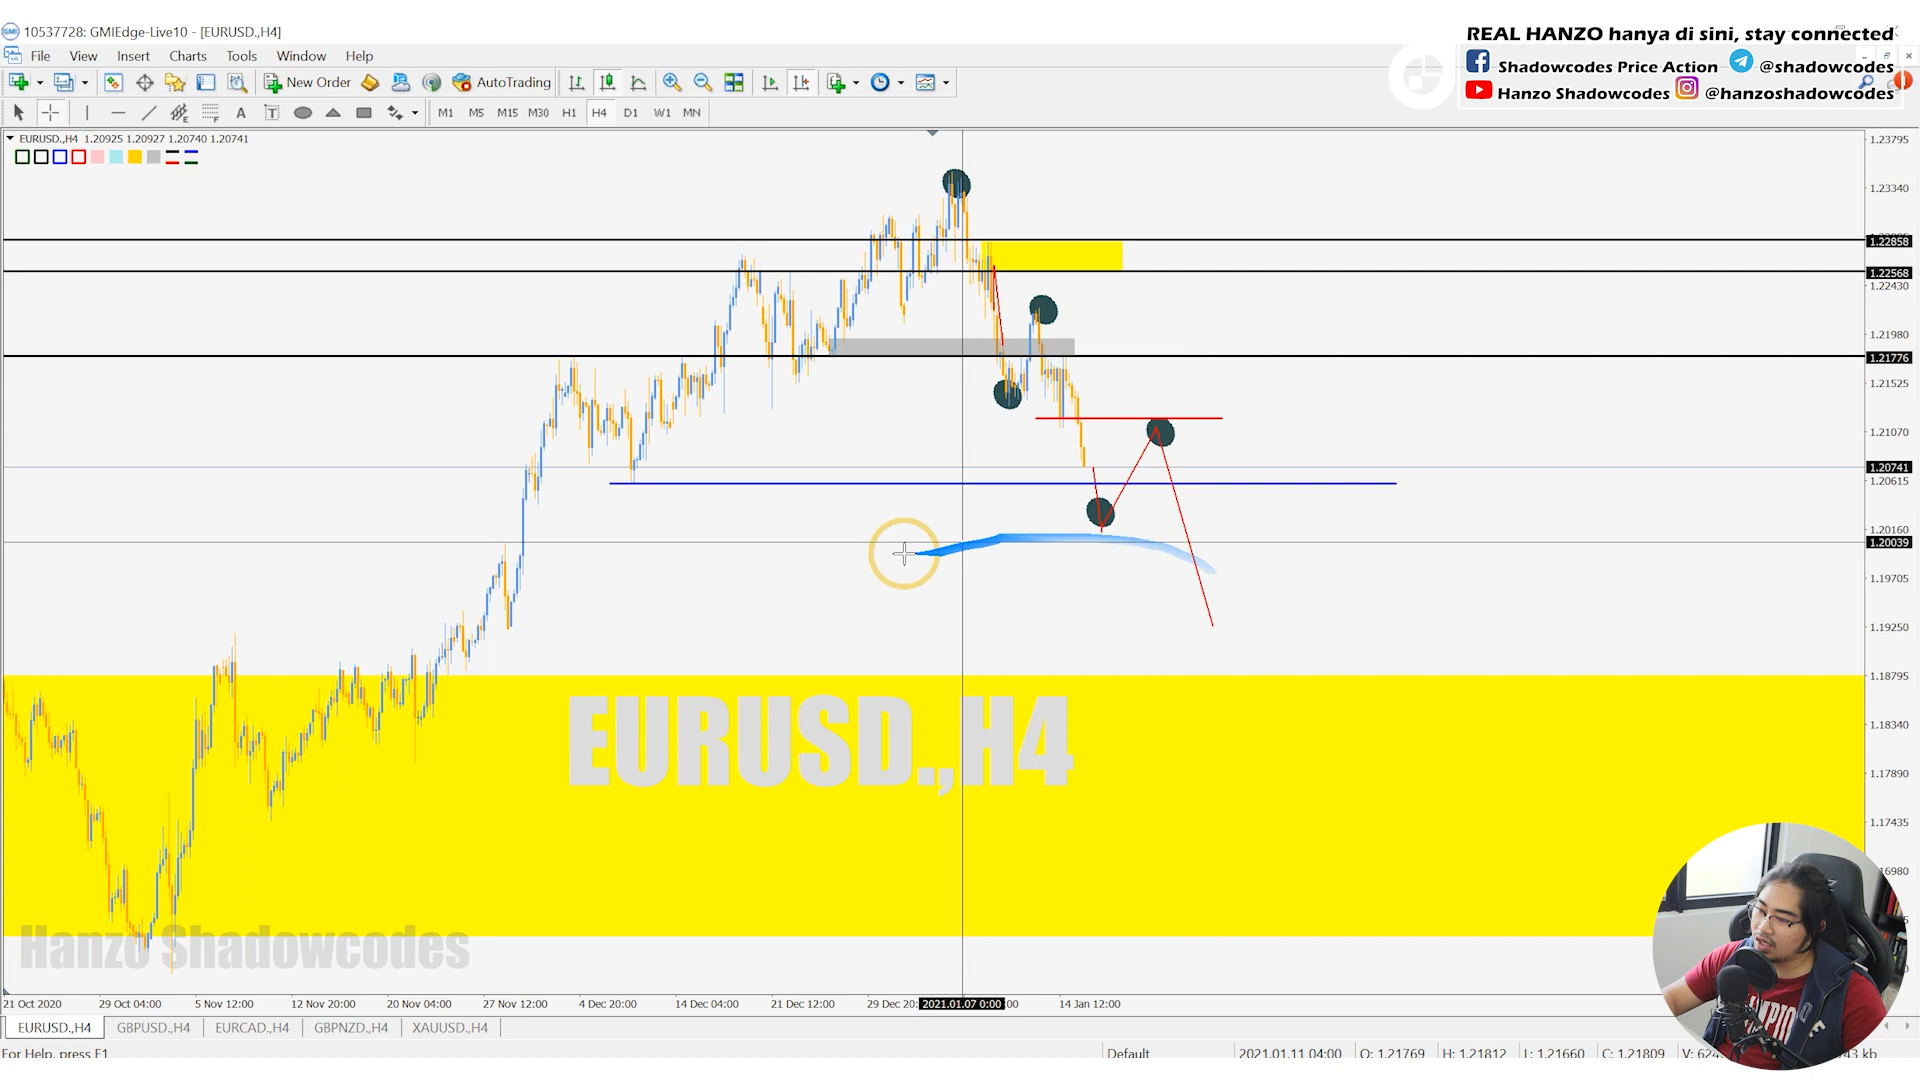 10537728: GMIEdge-Live10 - [EURUSD.,H4]
REAL HANZO hanya di sini, stay connected
File View Insert Charts Tools Window Help
Shadowcodes Price Action @shadowcodes
New Order AutoTrading
Hanzo Shadowcodes @hanzoshadowcodes
A T E F M1 M5 M15 M30 H1 H4 D1 W1 MN
EURUSD.,H4 1.20925 1.20927 1.20740 1.20741
1.23795
1.23340
1.22858
1.22568
1.22430
1.21980
1.21776
1.21525
1.21070
1.20741
1.20615
1.20160
1.20039
1.19705
1.19250
1.18795
EURUSD.,H4
1.18340
1.17890
1.17435
16980
Hanzo Shadowcodes
21 Oct 2020 29 Oct 04:00 5 Nov 12:00 12 Nov 20:00 20 Nov 04:00 27 Nov 12:00 4 Dec 20:00 14 Dec 04:00 21 Dec 12:00 29 Dec 20: 2021.01.07 0:00 :00 14 Jan 12:00
EURUSD.,H4 GBPUSD.,H4 EURCAD.,H4 GBPNZD.,H4 XAUUSD.,H4
For Help, press F1 Default 2021.01.11 04:00 O: 1.21769 H: 1.21812 L: 1.21660 C: 1.21809 kb